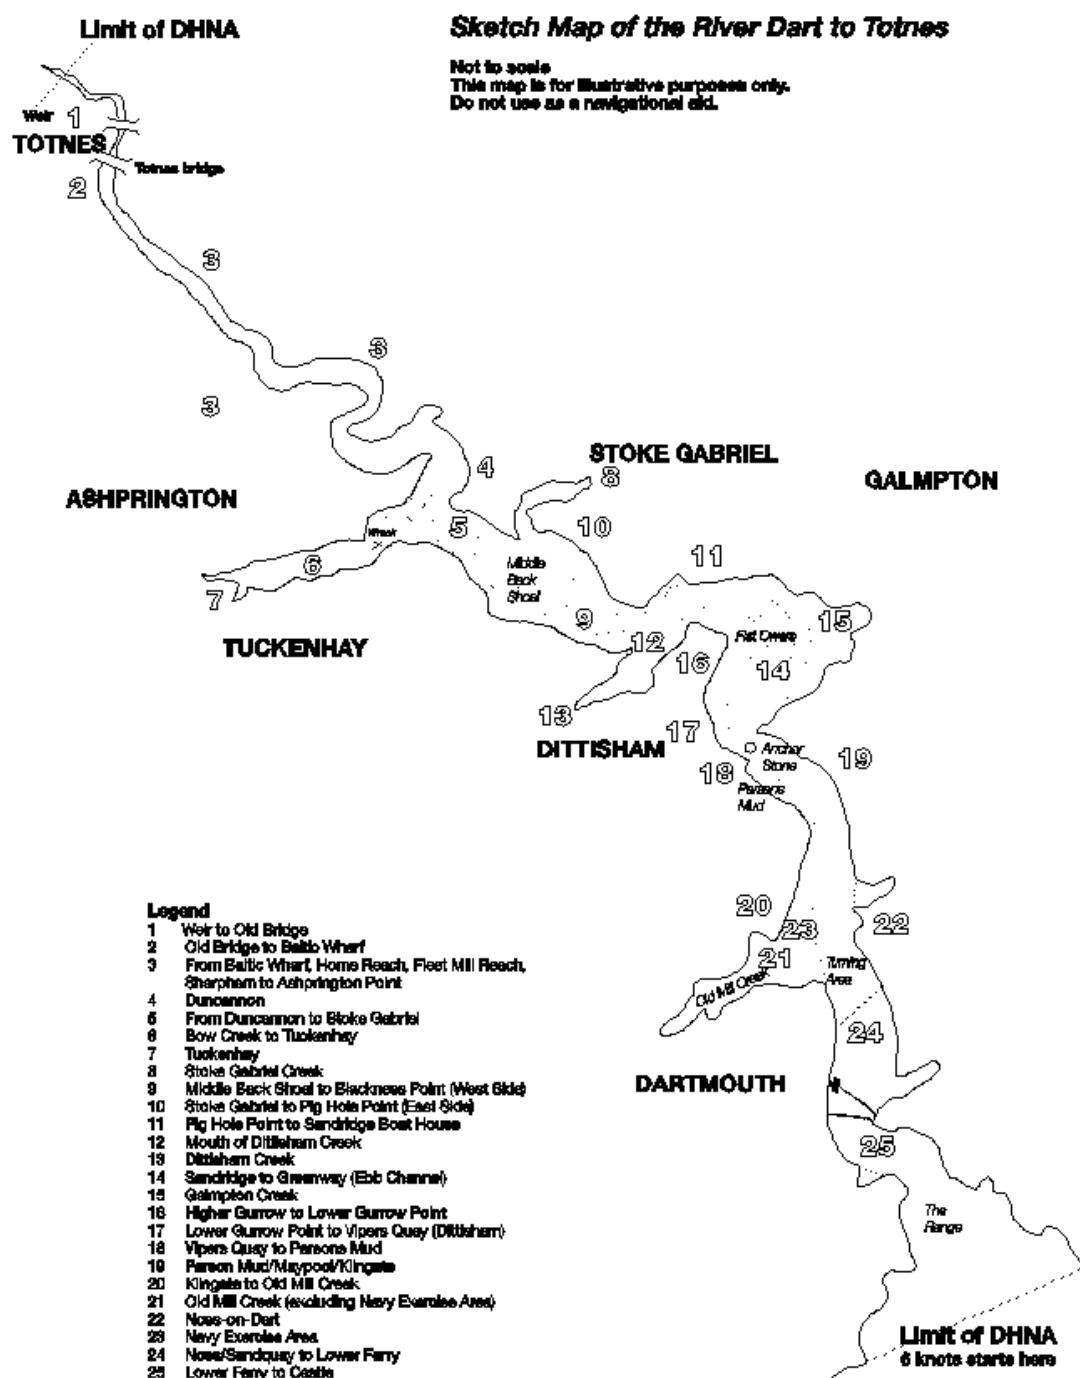 Limit of DHNA
Sketch Map of the River Dart to Totnes
Not to scale
This map is for illustrative purposes only.
Do not use as a navigational aid.
Weir
1
TOTNES
Totnes bridge
2
3
3
3
STOKE GABRIEL
4
8
GALMPTON
ASHPRINGTON
5
10
Wreck
6
Middle
Back
Shoal
11
7
9
15
TUCKENHAY
12
Flat Owers
16
14
13
17
DITTISHAM
Anchor
Stone
19
18
Parsons
Mud
20
23
22
21
Turning
Area
Old Mill Creek
24
DARTMOUTH
25
The
Range
Limit of DHNA
6 knots starts here
Legend
1 Weir to Old Bridge
2 Old Bridge to Baltic Wharf
3 From Baltic Wharf, Home Reach, Fleet Mill Reach,
Sharpham to Ashprington Point
4 Duncannon
5 From Duncannon to Stoke Gabriel
6 Bow Creek to Tuckenhay
7 Tuckenhay
8 Stoke Gabriel Creek
9 Middle Back Shoal to Blackness Point (West Side)
10 Stoke Gabriel to Pig Hole Point (East Side)
11 Pig Hole Point to Sandridge Boat House
12 Mouth of Dittisham Creek
13 Dittisham Creek
14 Sandridge to Greenway (Ebb Channel)
15 Galmpton Creek
16 Higher Gurrow to Lower Gurrow Point
17 Lower Gurrow Point to Vipers Quay (Dittisham)
18 Vipers Quay to Parsons Mud
19 Parson Mud/Maypool/Kilngate
20 Kilngate to Old Mill Creek
21 Old Mill Creek (excluding Navy Exercise Area)
22 Noss-on-Dart
23 Navy Exercise Area
24 Noss/Sandquay to Lower Ferry
25 Lower Ferry to Castle